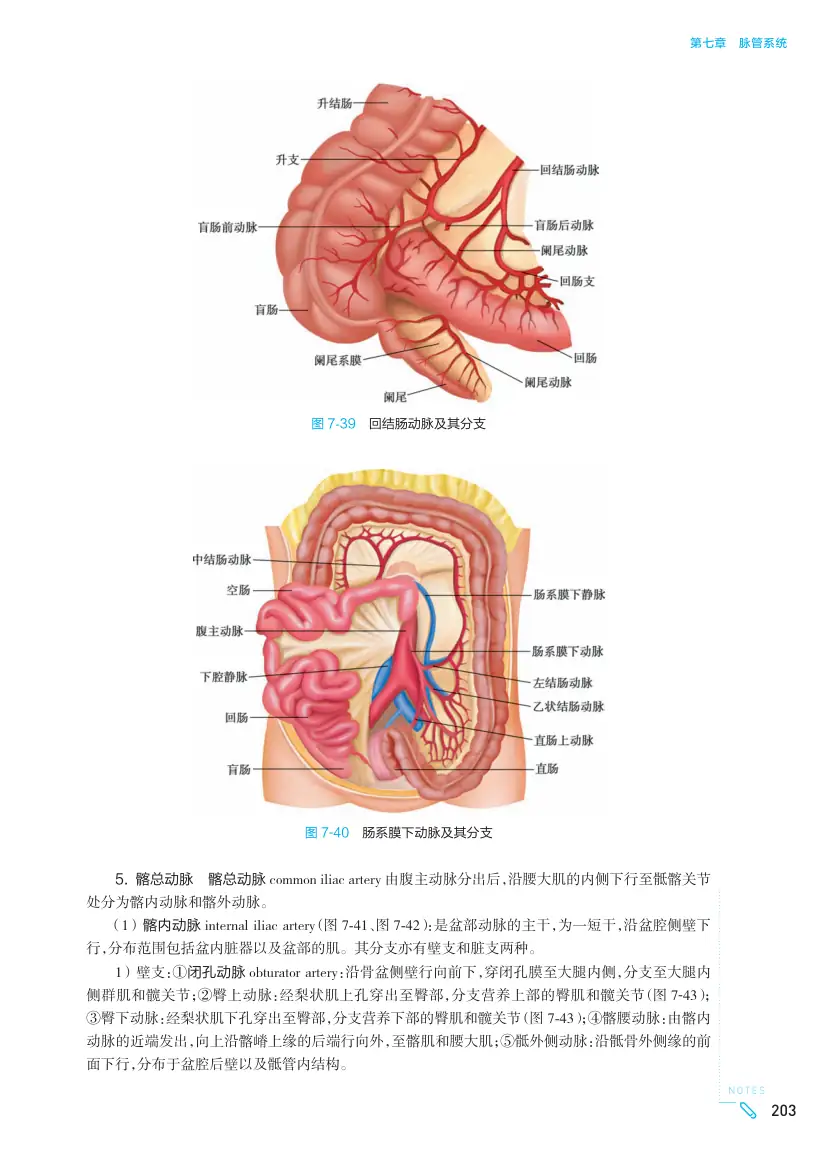 第七章 脉管系统
升结肠
升支
回结肠动脉
盲肠前动脉
盲肠后动脉
阑尾动脉
回肠支
盲肠
阑尾系膜
回肠
阑尾动脉
阑尾
图 7-39 回结肠动脉及其分支
中结肠动脉
空肠
肠系膜下静脉
腹主动脉
肠系膜下动脉
下腔静脉
左结肠动脉
乙状结肠动脉
回肠
直肠上动脉
盲肠
直肠
图 7-40 肠系膜下动脉及其分支
5. 髂总动脉 髂总动脉 common iliac artery 由腹主动脉分出后,沿腰大肌的内侧下行至骶髂关节
处分为髂内动脉和髂外动脉。
(1)髂内动脉 internal iliac artery(图 7-41、图 7-42):是盆部动脉的主干,为一短干,沿盆腔侧壁下
行,分布范围包括盆内脏器以及盆部的肌。其分支亦有壁支和脏支两种。
1)壁支:①闭孔动脉 obturator artery:沿骨盆侧壁行向前下,穿闭孔膜至大腿内侧,分支至大腿内
侧群肌和髋关节;②臀上动脉:经梨状肌上孔穿出至臀部,分支营养上部的臀肌和髋关节(图 7-43);
③臀下动脉:经梨状肌下孔穿出至臀部,分支营养下部的臀肌和髋关节(图 7-43);④髂腰动脉:由髂内
动脉的近端发出,向上沿髂嵴上缘的后端行向外,至髂肌和腰大肌;⑤骶外侧动脉:沿骶骨外侧缘的前
面下行,分布于盆腔后壁以及骶管内结构。
NOTES
203